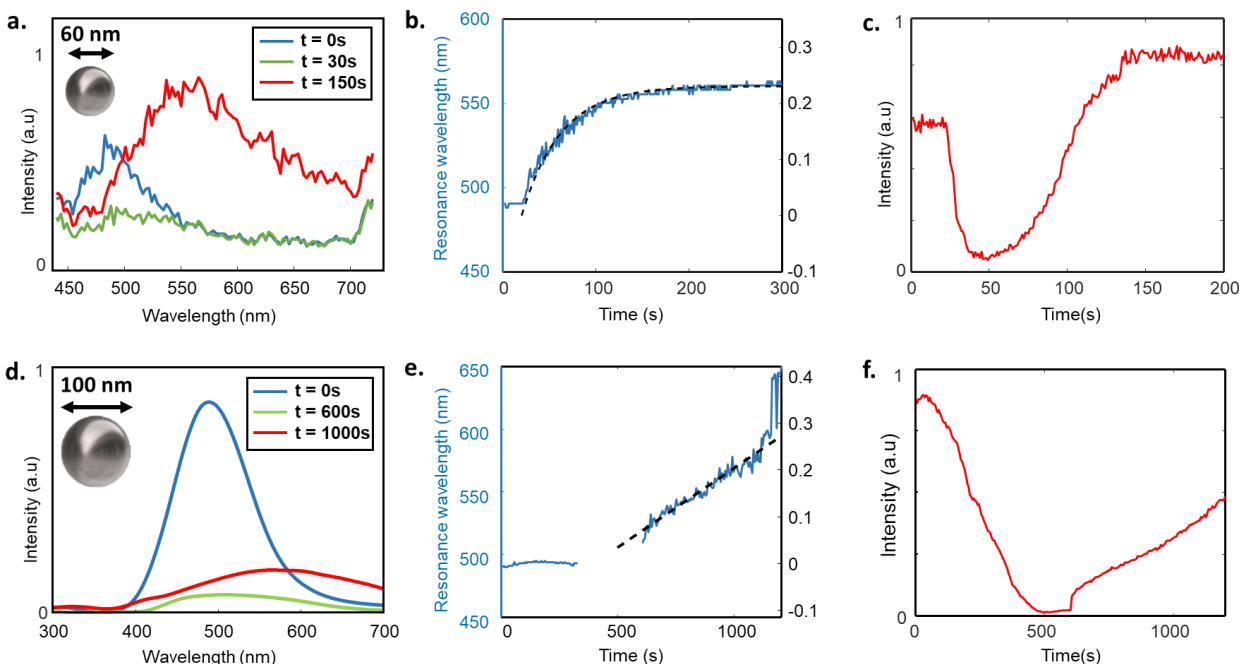 a.
60 nm
t = 0s
t = 30s
t = 150s
1
0
Intensity (a.u)
450 500 550 600 650 700
Wavelength (nm)
b.
600
550
500
450
Resonance wavelength (nm)
0.3
0.2
0.1
0
-0.1
0 100 200 300
Time (s)
c.
1
0
Intensity (a.u)
0 50 100 150 200
Time(s)
d.
100 nm
t = 0s
t = 600s
t = 1000s
1
0
Intensity (a.u)
300 400 500 600 700
Wavelength (nm)
e.
650
600
550
500
450
Resonance wavelength (nm)
0.4
0.3
0.2
0.1
0
-0.1
0 500 1000
Time(s)
f.
1
0
Intensity (a.u)
0 500 1000
Time(s)